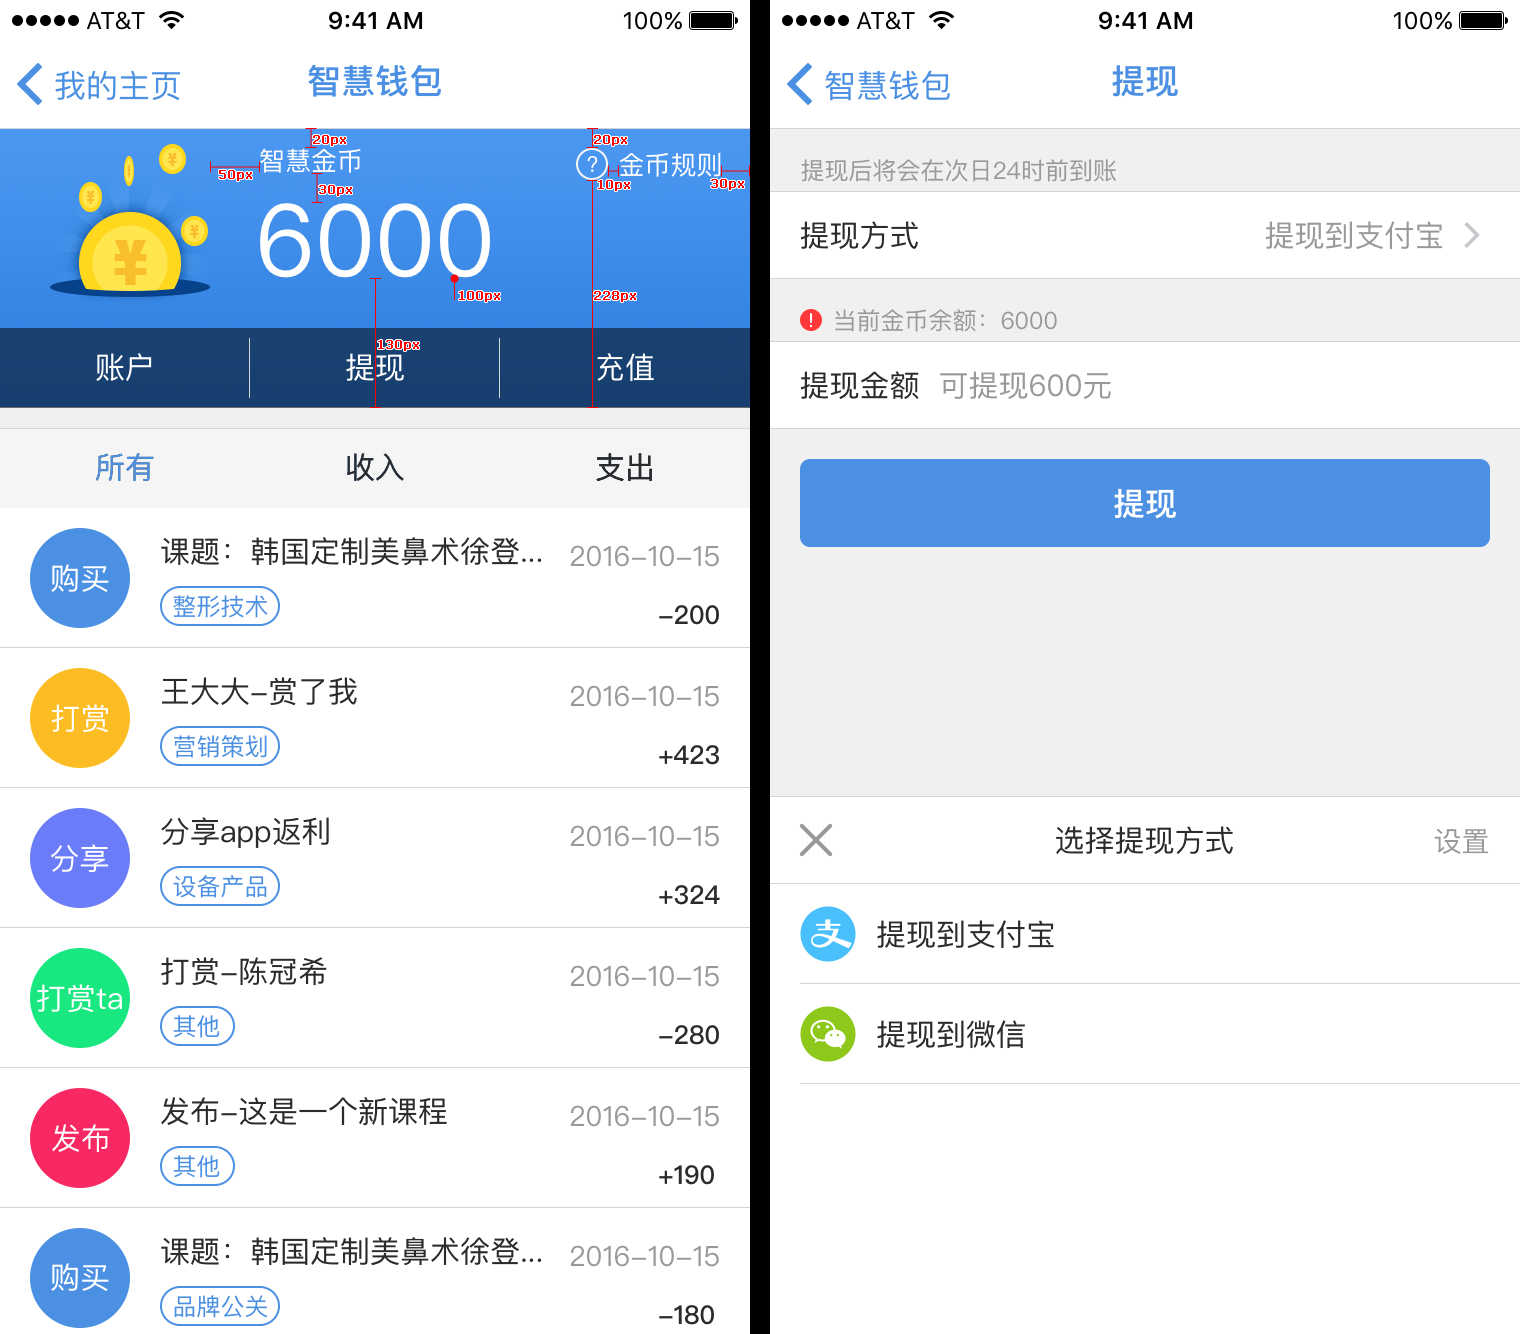 AT&T 9:41 AM 100%
我的主页 智慧钱包
20px 20px
智慧金币 ? 金币规则
50px 10px 30px
30px
¥ ¥ ¥ ¥
6000
100px 228px
130px
账户 提现 充值
所有 收入 支出
购买 课题：韩国定制美鼻术徐登... 2016-10-15
整形技术 -200
打赏 王大大-赏了我 2016-10-15
营销策划 +423
分享 分享app返利 2016-10-15
设备产品 +324
打赏ta 打赏-陈冠希 2016-10-15
其他 -280
发布 发布-这是一个新课程 2016-10-15
其他 +190
购买 课题：韩国定制美鼻术徐登... 2016-10-15
品牌公关 -180
AT&T 9:41 AM 100%
智慧钱包 提现
提现后将会在次日24时前到账
提现方式 提现到支付宝
! 当前金币余额：6000
提现金额 可提现600元
提现
选择提现方式 设置
支 提现到支付宝
提现到微信